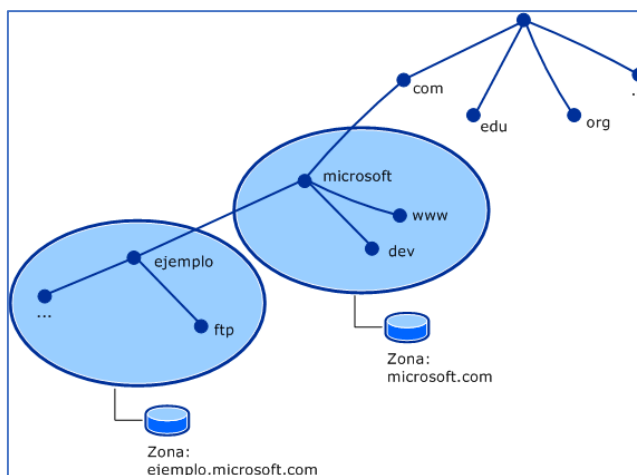 com
edu
org
...
microsoft
www
dev
ejemplo
...
ftp
Zona:
microsoft.com
Zona:
ejemplo.microsoft.com